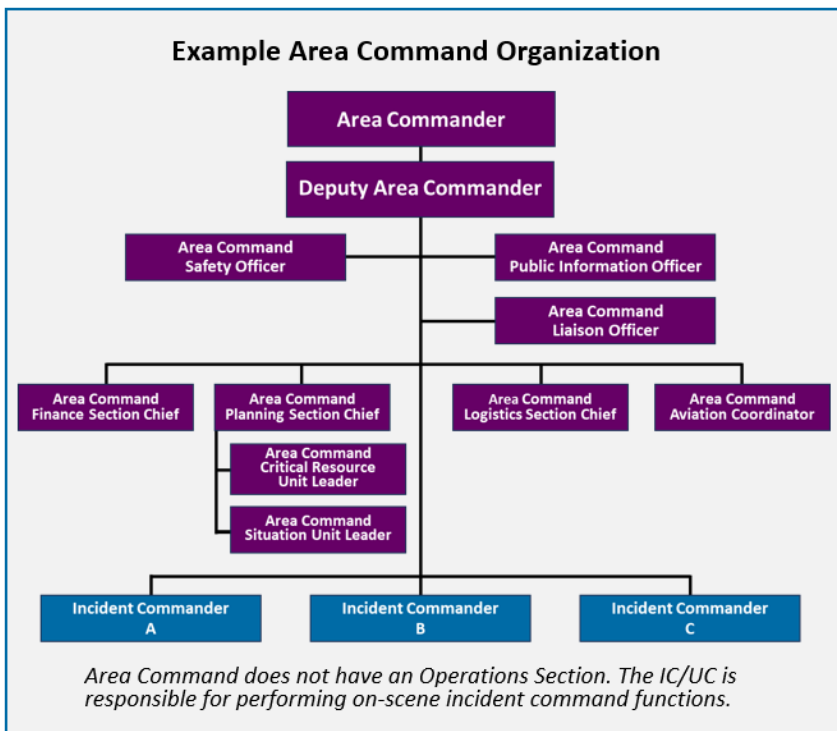 Example Area Command Organization
Area Commander
Deputy Area Commander
Area Command
Safety Officer
Area Command
Public Information Officer
Area Command
Liaison Officer
Area Command
Finance Section Chief
Area Command
Planning Section Chief
Area Command
Logistics Section Chief
Area Command
Aviation Coordinator
Area Command
Critical Resource
Unit Leader
Area Command
Situation Unit Leader
Incident Commander
A
Incident Commander
B
Incident Commander
C
Area Command does not have an Operations Section. The IC/UC is
responsible for performing on-scene incident command functions.